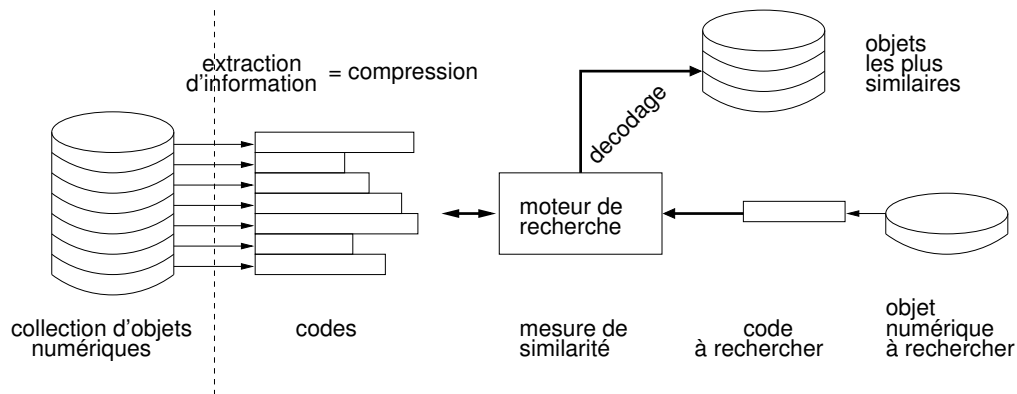 extraction
d'information = compression
objets
les plus
similaires
decodage
moteur de
recherche
collection d'objets
numériques
codes
mesure de
similarité
code
à rechercher
objet
numérique
à rechercher